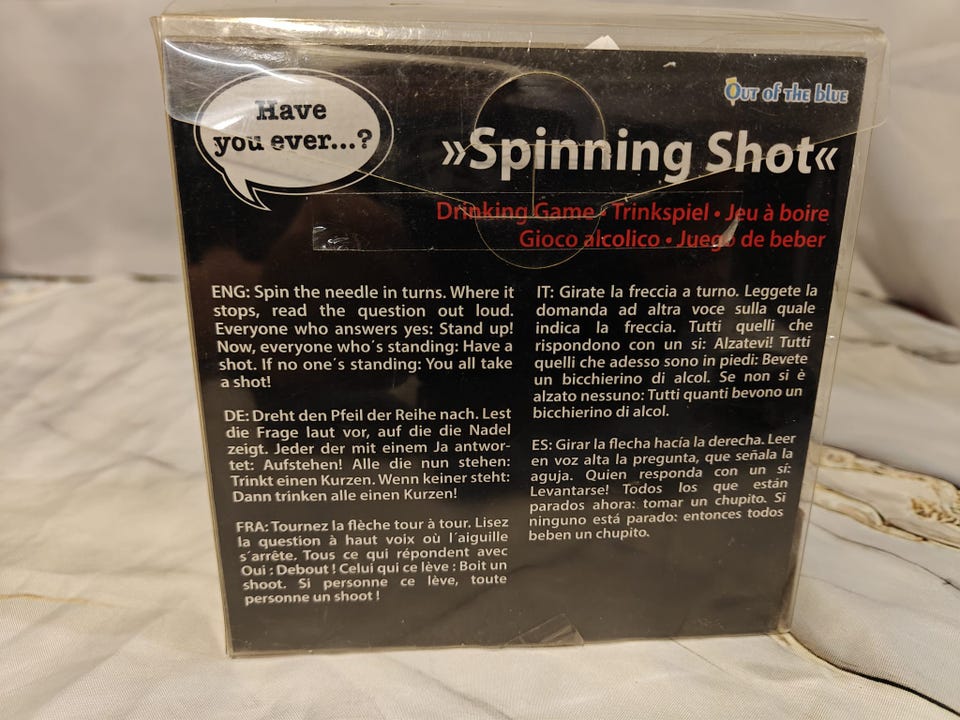 Have
you ever...?
Out of the blue
»Spinning Shot«
Drinking Game • Trinkspiel • Jeu à boire
Gioco alcolico • Juego de beber
ENG: Spin the needle in turns. Where it
stops, read the question out loud.
Everyone who answers yes: Stand up!
Now, everyone who´s standing: Have a
shot. If no one´s standing: You all take
a shot!
DE: Dreht den Pfeil der Reihe nach. Lest
die Frage laut vor, auf die die Nadel
zeigt. Jeder der mit einem Ja antwor-
tet: Aufstehen! Alle die nun stehen:
Trinkt einen Kurzen. Wenn keiner steht:
Dann trinken alle einen Kurzen!
FRA: Tournez la flèche tour à tour. Lisez
la question à haut voix où l´aiguille
s´arrête. Tous ce qui répondent avec
Oui : Debout ! Celui qui ce lève : Boit un
shoot. Si personne ce lève, toute
personne un shoot !
IT: Girate la freccia a turno. Leggete la
domanda ad altra voce sulla quale
indica la freccia. Tutti quelli che
rispondono con un si: Alzatevi! Tutti
quelli che adesso sono in piedi: Bevete
un bicchierino di alcol. Se non si è
alzato nessuno: Tutti quanti bevono un
bicchierino di alcol.
ES: Girar la flecha hacía la derecha. Leer
en voz alta la pregunta, que señala la
aguja. Quien responda con un sí:
Levantarse! Todos los que están
parados ahora: tomar un chupito. Si
ninguno está parado: entonces todos
beben un chupito.